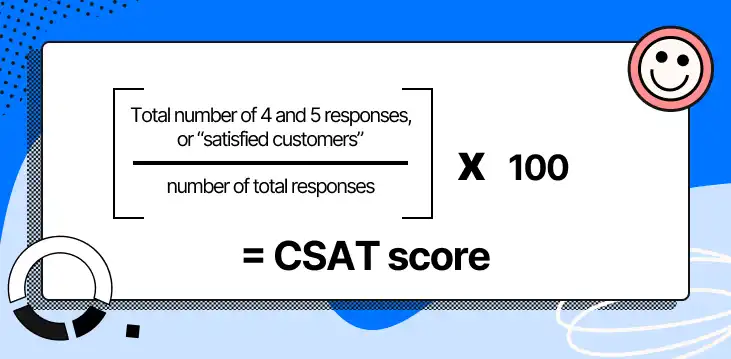 Total number of 4 and 5 responses,
or “satisfied customers”
number of total responses
X 100
= CSAT score